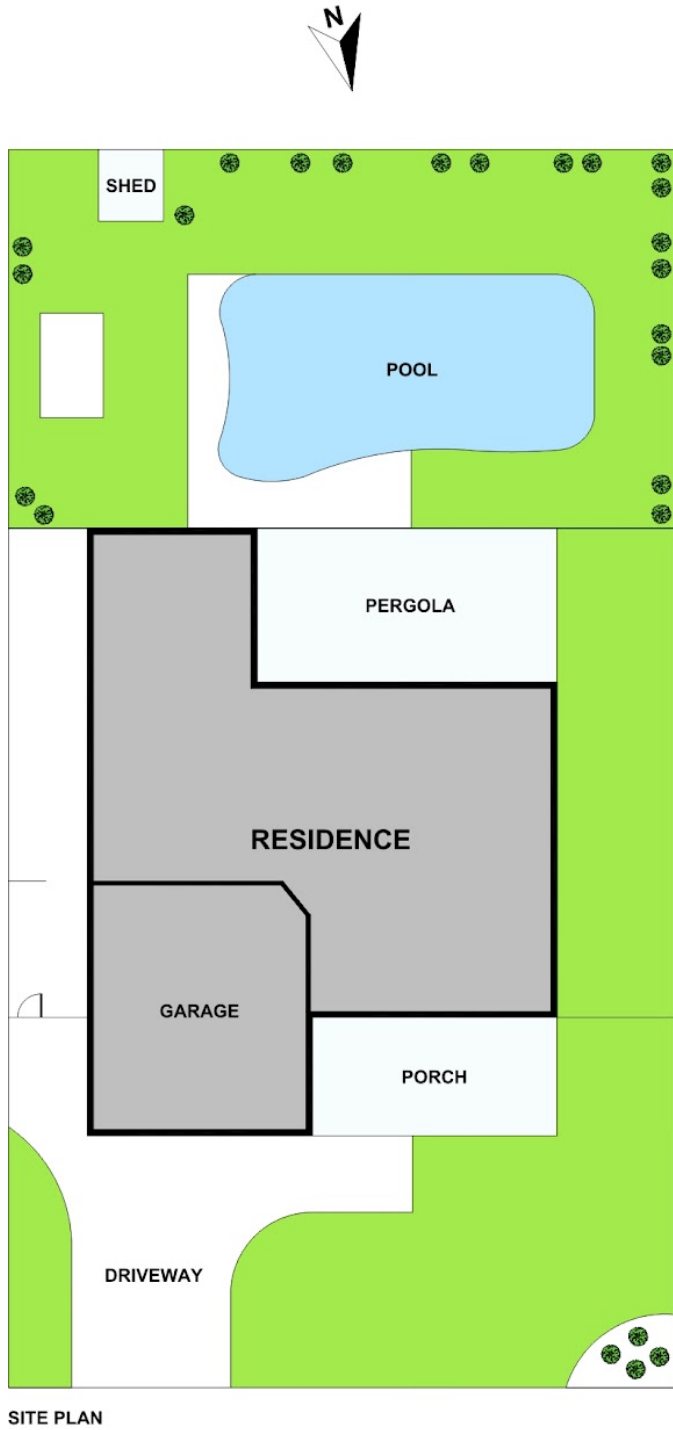 N
SHED
POOL
PERGOLA
RESIDENCE
GARAGE
PORCH
DRIVEWAY
SITE PLAN